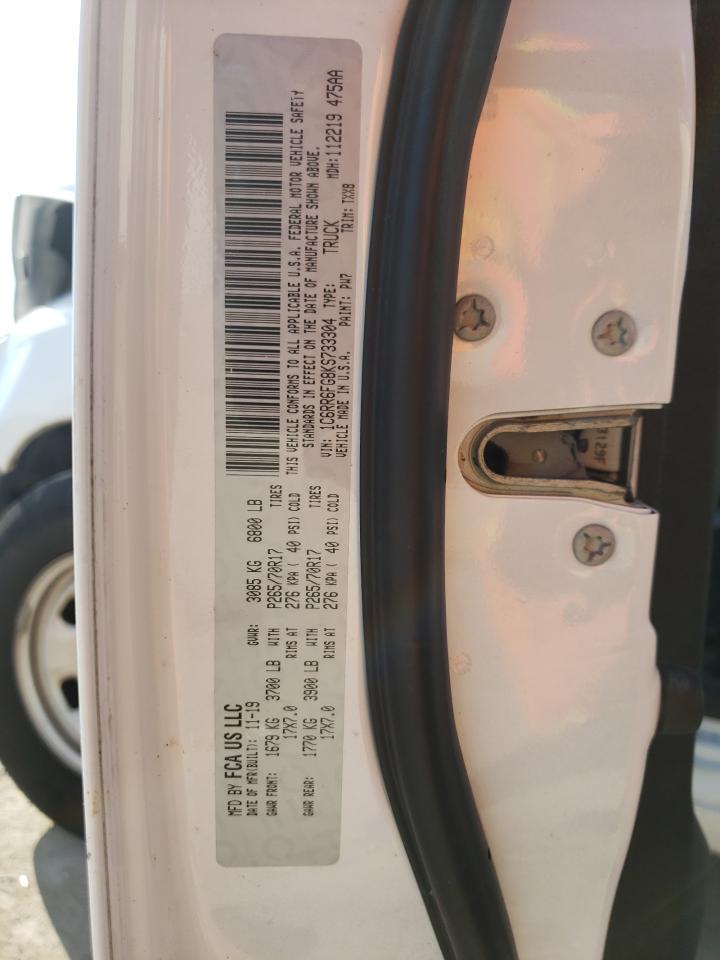 MFD BY FCA US LLC
DATE OF MFR(BUILT): 11-19 GVWR: 3085 KG 6800 LB
GAWR FRONT: 1679 KG 3700 LB WITH P265/70R17 TIRES
17X7.0 RIMS AT 276 KPA ( 40 PSI) COLD
GAWR REAR: 1770 KG 3900 LB WITH P265/70R17 TIRES
17X7.0 RIMS AT 276 KPA ( 40 PSI) COLD
THIS VEHICLE CONFORMS TO ALL APPLICABLE U.S.A. FEDERAL MOTOR VEHICLE SAFETY
STANDARDS IN EFFECT ON THE DATE OF MANUFACTURE SHOWN ABOVE.
VIN: 1C6RR6FG8KS733304 TYPE: TRUCK MDH: 112219 475AA
VEHICLE MADE IN U.S.A. PAINT: PW7 TRIM: TXX8